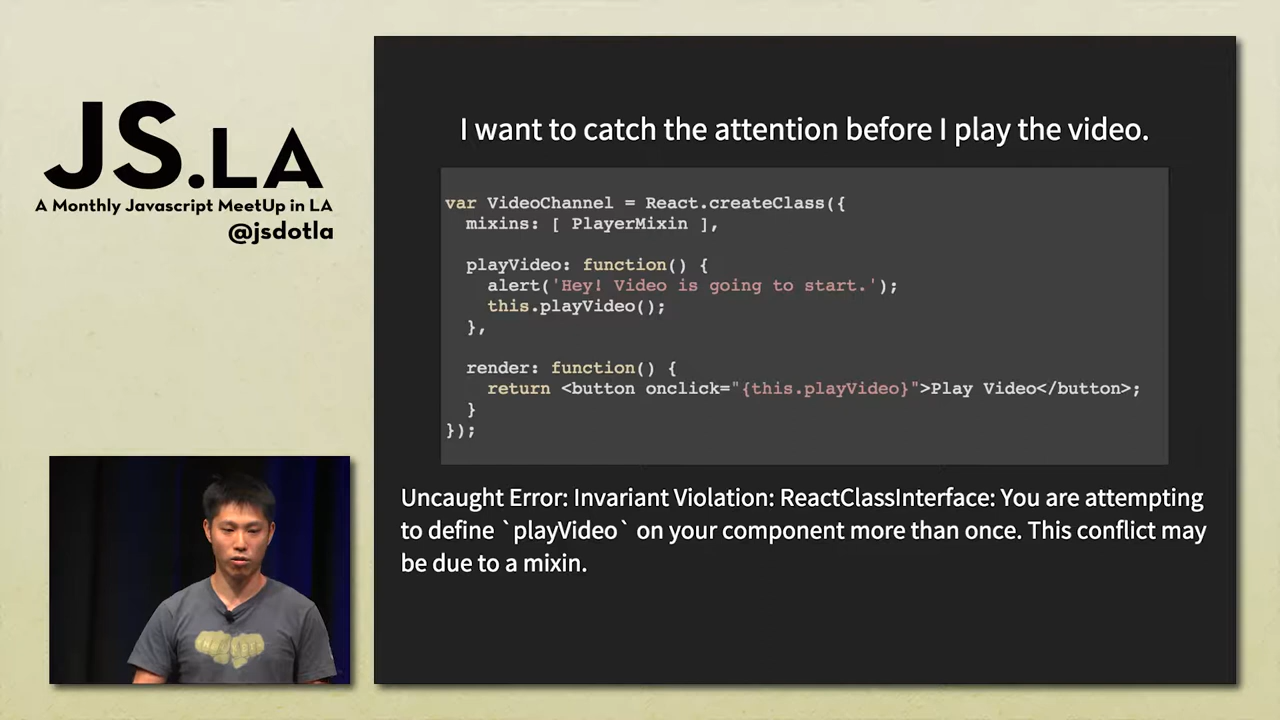 JS.LA
A Monthly Javascript MeetUp in LA
@jsdotla
I want to catch the attention before I play the video.
var VideoChannel = React.createClass({
  mixins: [ PlayerMixin ],

  playVideo: function() {
    alert('Hey! Video is going to start.');
    this.playVideo();
  },

  render: function() {
    return <button onclick="{this.playVideo}">Play Video</button>;
  }
});
Uncaught Error: Invariant Violation: ReactClassInterface: You are attempting
to define `playVideo` on your component more than once. This conflict may
be due to a mixin.